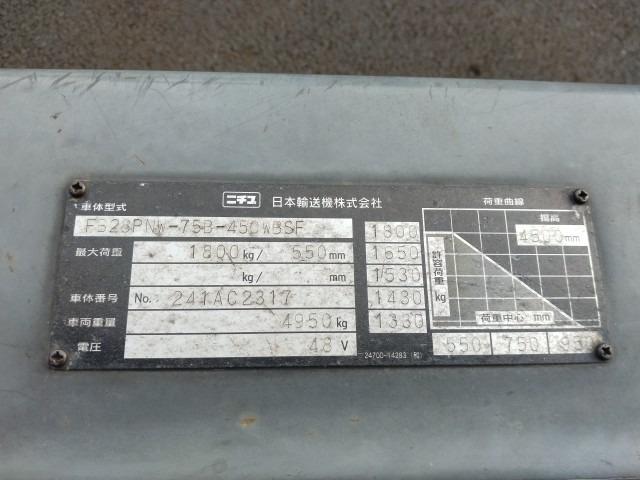 ニチユ 日本輸送機株式会社
車体型式 FB28PNW-75B-450WBSF
最大荷重 1800kg/ 550mm
kg/ mm
車体番号 No. 241AC2317
車両重量 4950kg
電圧 48 V
1800
1650
1530
1430
1330
24700-14283 (和)
荷重曲線
揚高
4500mm
許容荷重 kg
荷重中心 mm
550 750 950